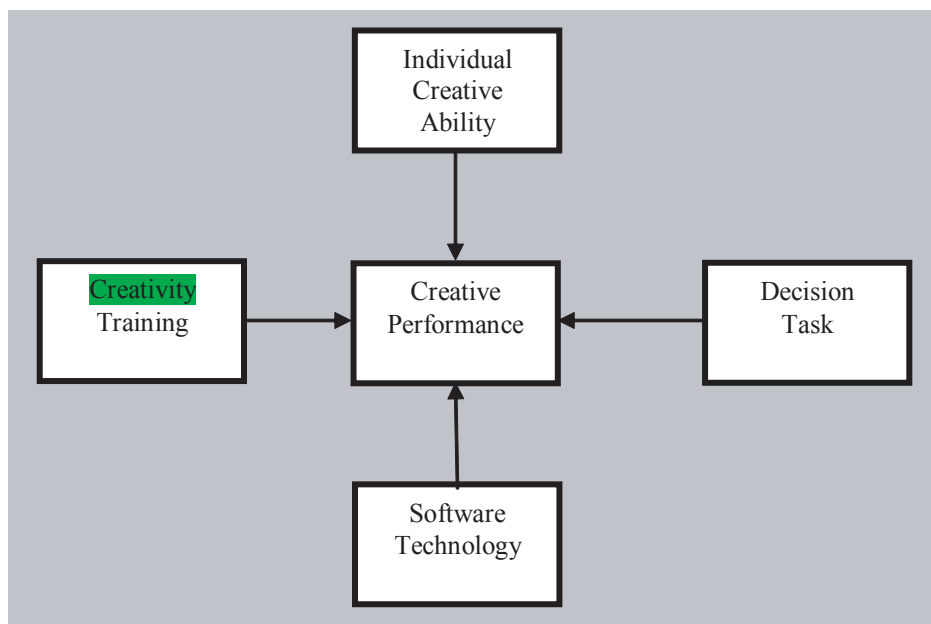 Individual
Creative
Ability
Creativity
Training
Creative
Performance
Decision
Task
Software
Technology